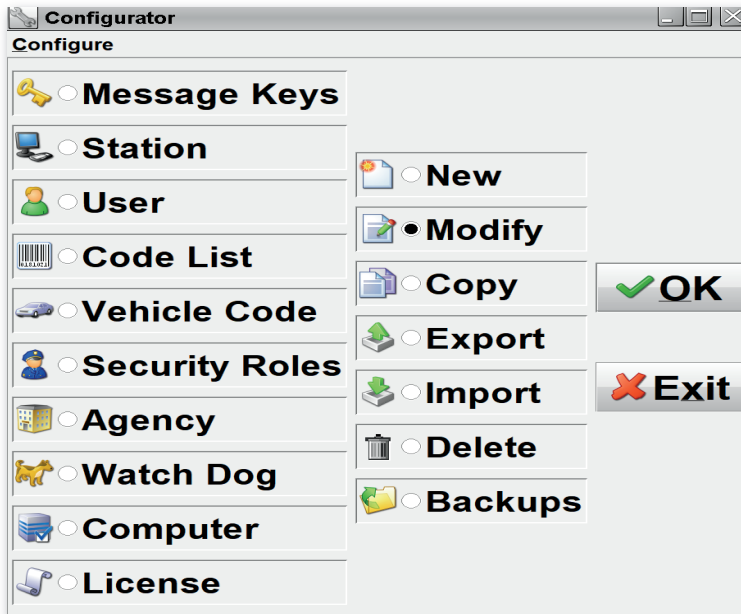 Configurator
Configure
Message Keys
Station
User
Code List
Vehicle Code
Security Roles
Agency
Watch Dog
Computer
License
New
Modify
Copy
Export
Import
Delete
Backups
OK
Exit